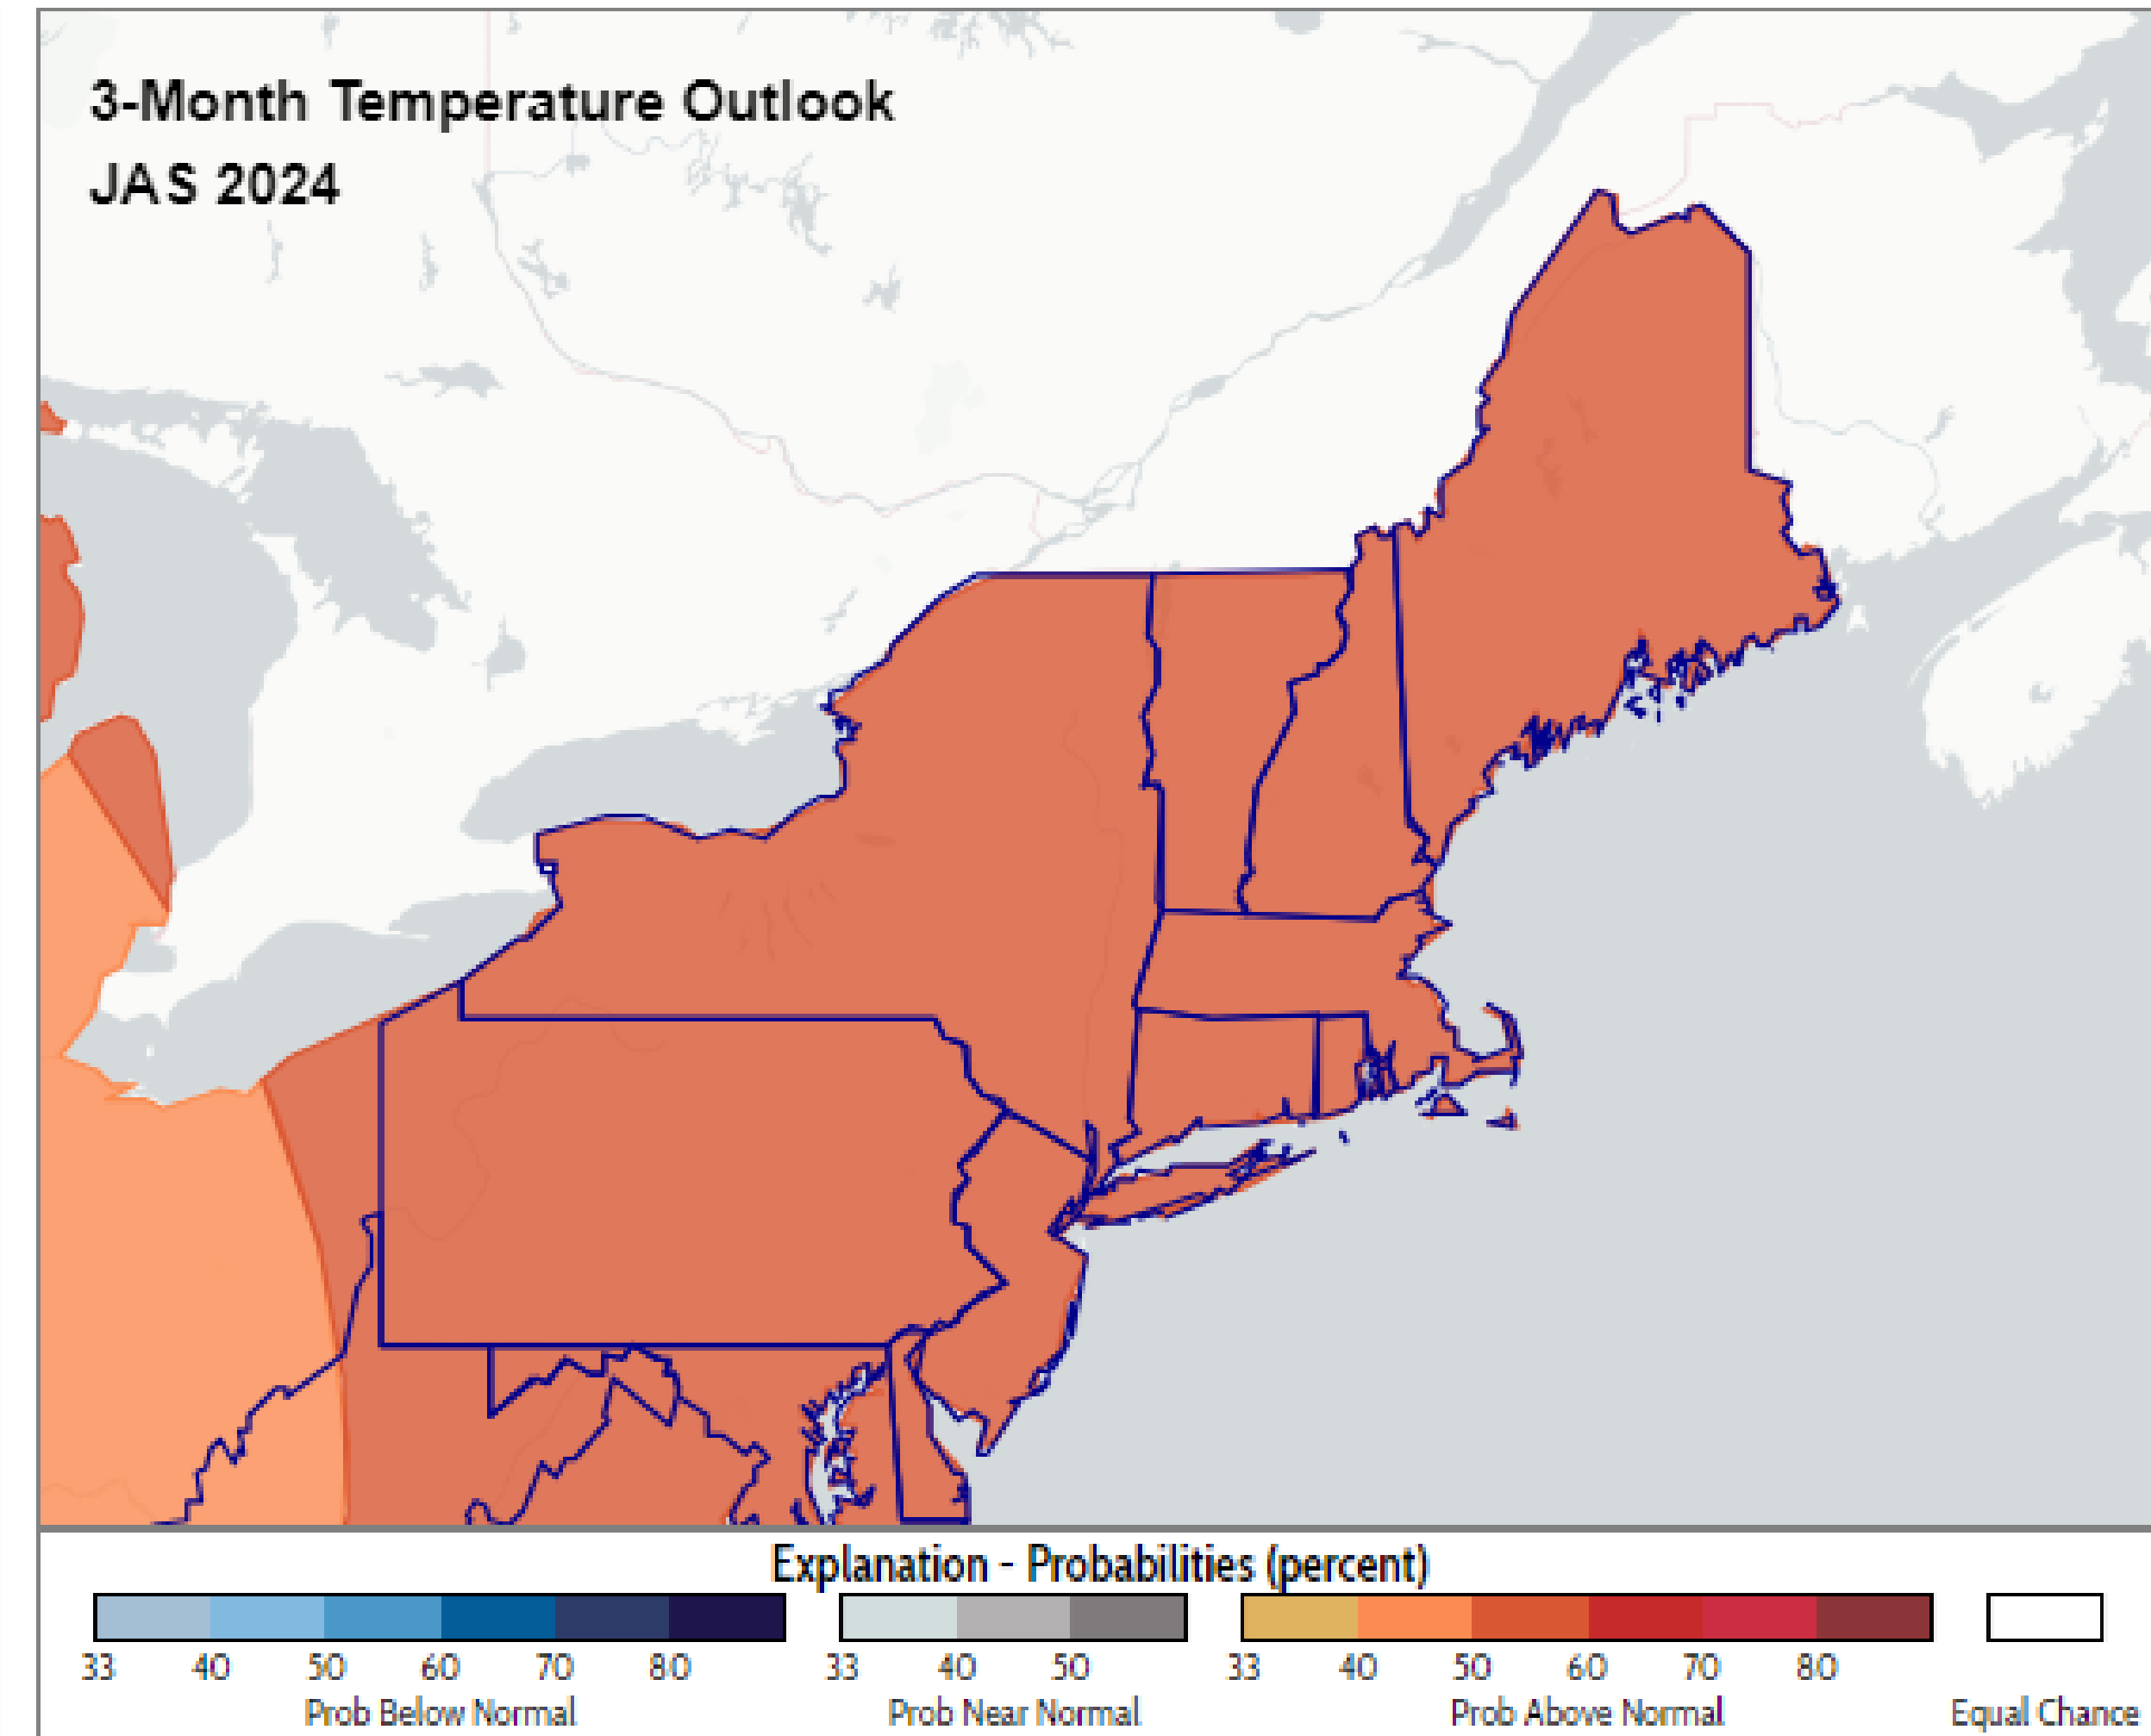 3-Month Temperature Outlook
JAS 2024
Explanation - Probabilities (percent)
33 40 50 60 70 80 33 40 50 33 40 50 60 70 80
Prob Below Normal Prob Near Normal Prob Above Normal Equal Chance